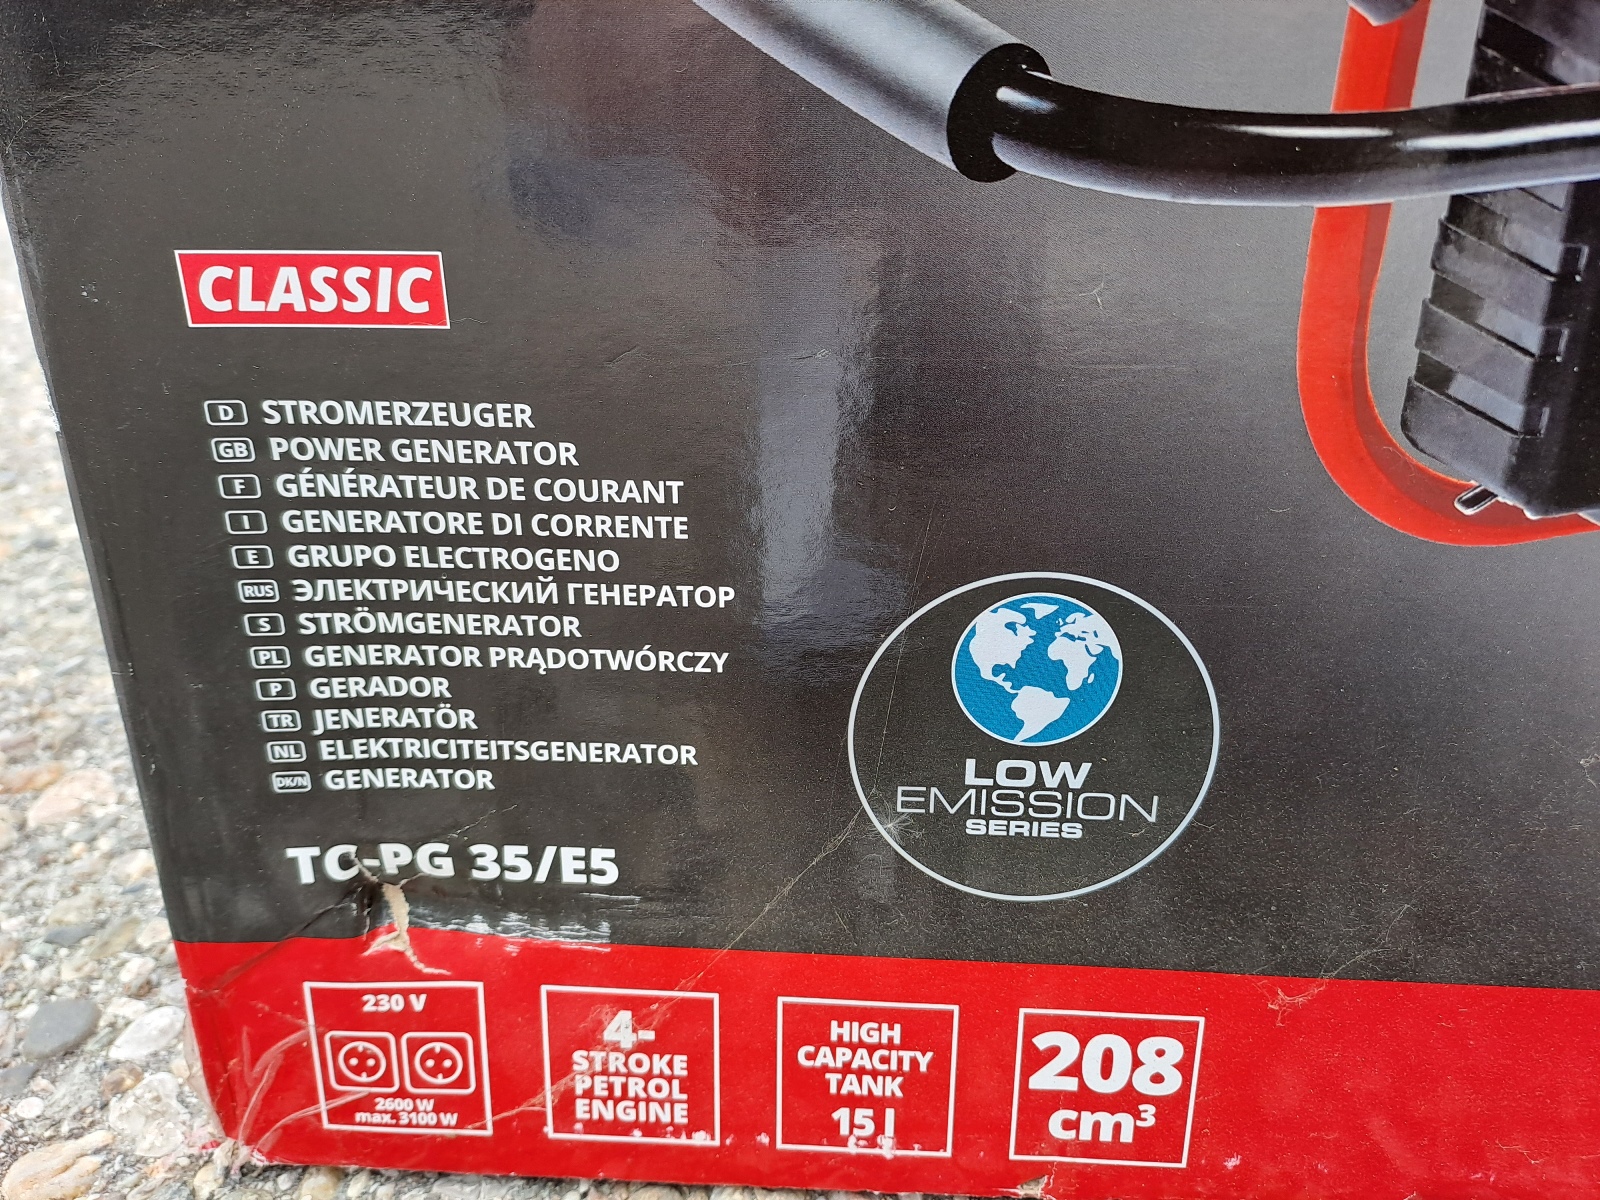 CLASSIC
D STROMERZEUGER
GB POWER GENERATOR
F GÉNÉRATEUR DE COURANT
I GENERATORE DI CORRENTE
E GRUPO ELECTROGENO
RUS ЭЛЕКТРИЧЕСКИЙ ГЕНЕРАТОР
S STRÖMGENERATOR
PL GENERATOR PRĄDOTWÓRCZY
P GERADOR
TR JENERATÖR
NL ELEKTRICITEITSGENERATOR
DK/N GENERATOR
TC-PG 35/E5
LOW
EMISSION
SERIES
230 V
2600 W
max. 3100 W
4-
STROKE
PETROL
ENGINE
HIGH
CAPACITY
TANK
15 l
208
cm³